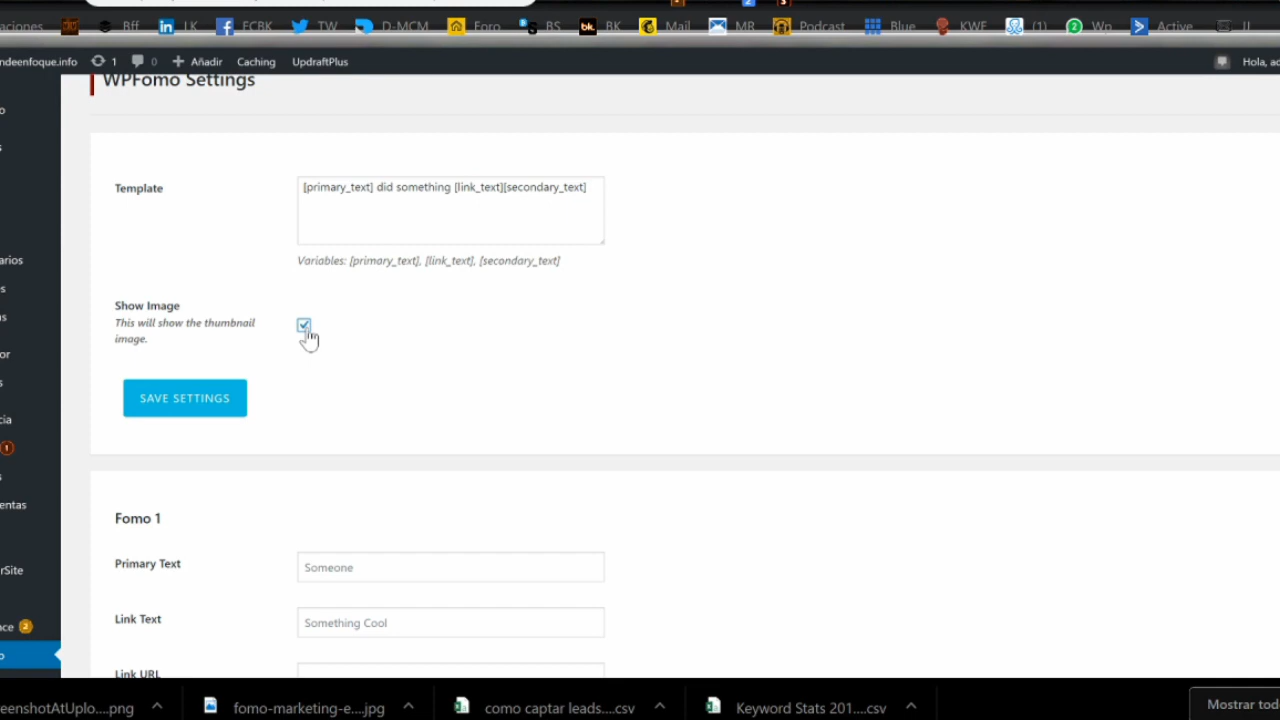 aciones Bff LK FCBK TW D-MCM Foro BS BK Mail MR Podcast Blue KWF (1) Wp Active
ndeenfoque.info 1 0 Añadir Caching UpdraftPlus Hola, ad
WPFomo Settings
Template
[primary_text] did something [link_text][secondary_text]
Variables: [primary_text], [link_text], [secondary_text]
arios
Show Image
This will show the thumbnail
image.
or
SAVE SETTINGS
cia
1
entas
Fomo 1
Primary Text
Someone
rSite
Link Text
Something Cool
nce 2
o
Link URL
eenshotAtUplo....png fomo-marketing-e....jpg como captar leads....csv Keyword Stats 201....csv Mostrar tod